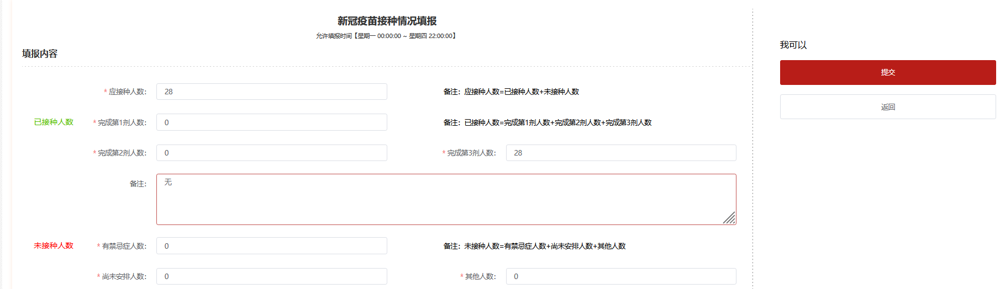 新冠疫苗接种情况填报
允许填报时间【星期一 00:00:00 ~ 星期四 22:00:00】
填报内容
* 应接种人数: 28 备注: 应接种人数=已接种人数+未接种人数
已接种人数 * 完成第1剂人数: 0 备注: 已接种人数=完成第1剂人数+完成第2剂人数+完成第3剂人数
* 完成第2剂人数: 0 * 完成第3剂人数: 28
备注: 无
未接种人数 * 有禁忌症人数: 0 备注: 未接种人数=有禁忌症人数+尚未安排人数+其他人数
* 尚未安排人数: 0 * 其他人数: 0
我可以
提交
返回